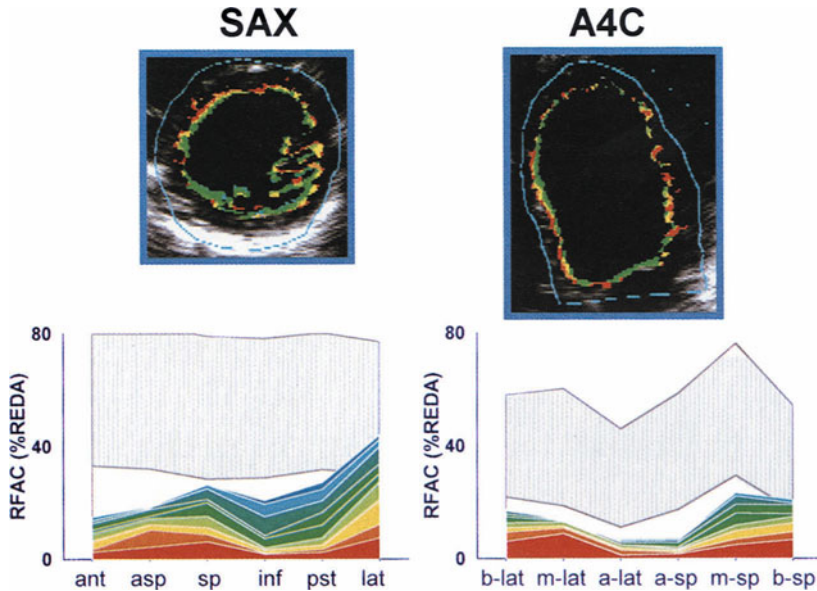 SAX
A4C
RFAC (%REDA)
80
40
0
ant asp sp inf pst lat
RFAC (%REDA)
80
40
0
b-lat m-lat a-lat a-sp m-sp b-sp